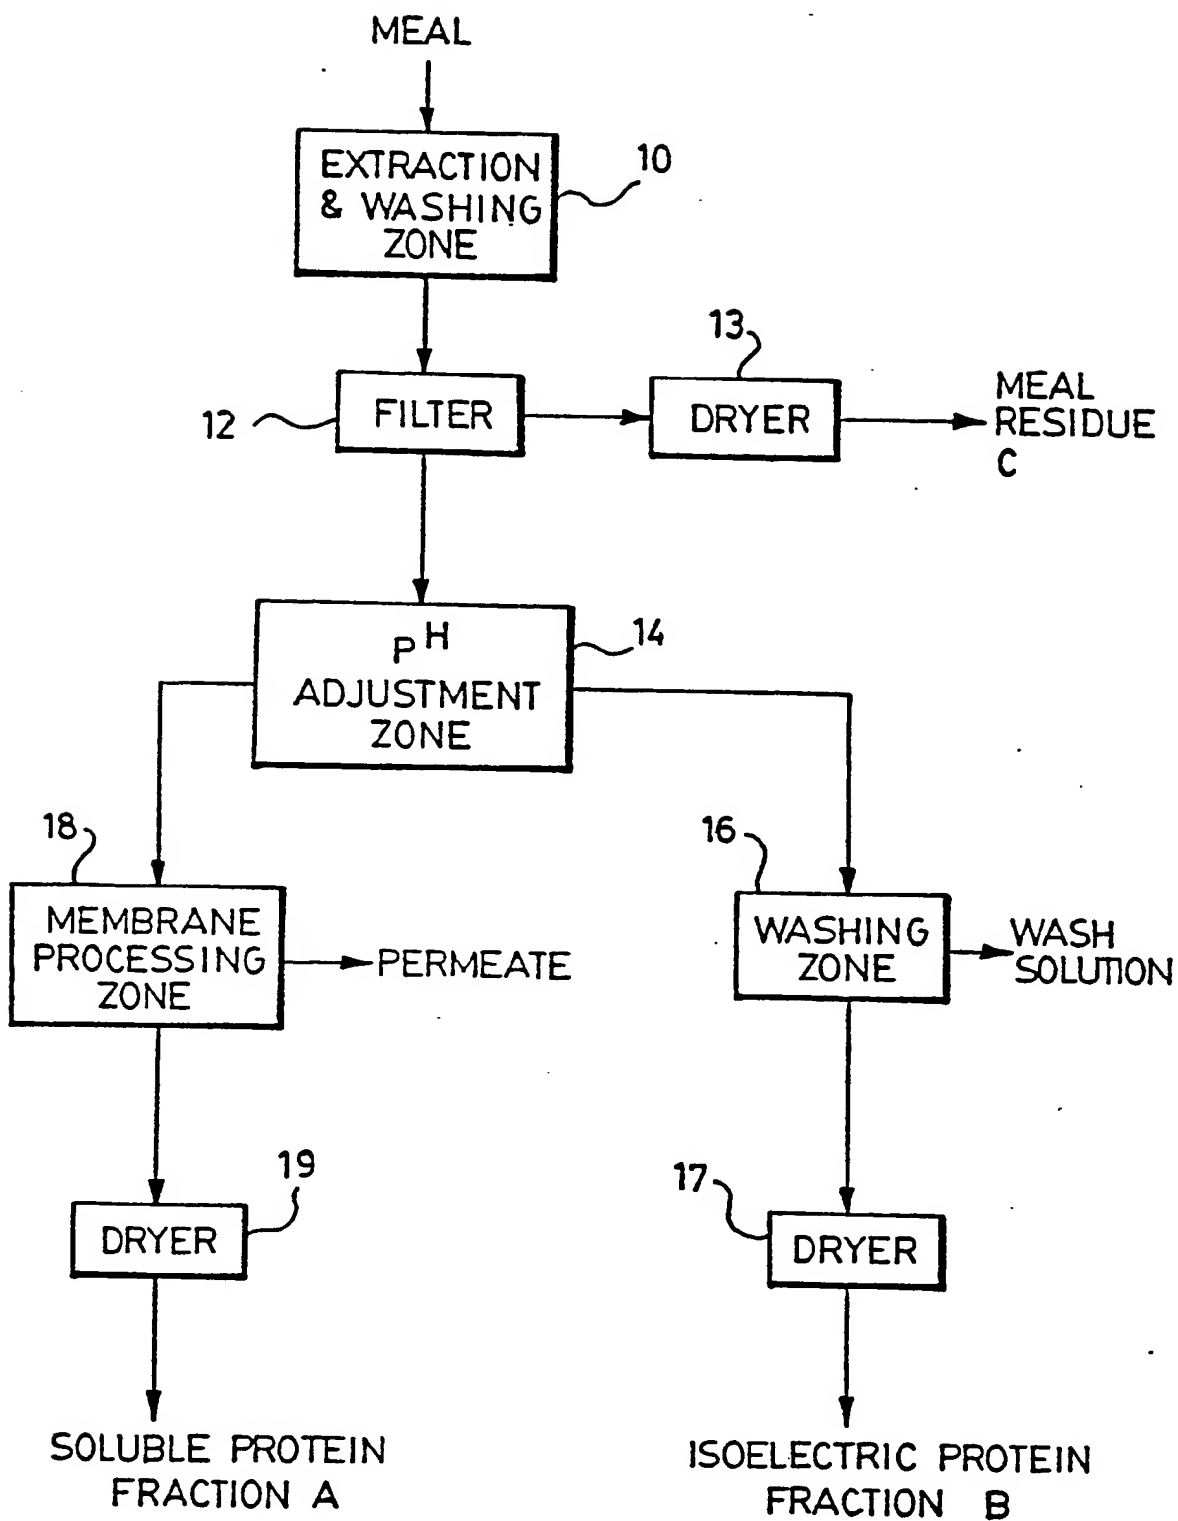 MEAL
EXTRACTION
& WASHING
ZONE
10
13
12
FILTER
DRYER
MEAL
RESIDUE
C
PH
ADJUSTMENT
ZONE
14
18
16
MEMBRANE
PROCESSING
ZONE
PERMEATE
WASHING
ZONE
WASH
SOLUTION
19
17
DRYER
DRYER
SOLUBLE PROTEIN
FRACTION A
ISOELECTRIC PROTEIN
FRACTION B